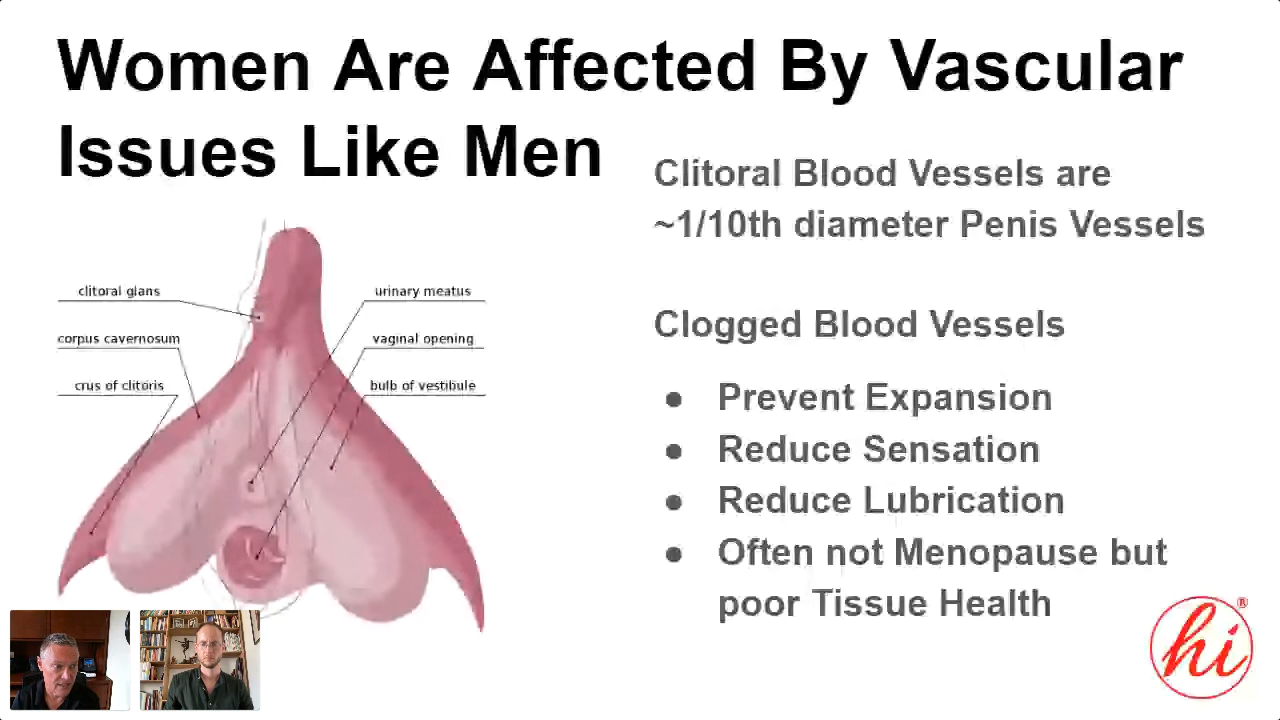 Women Are Affected By Vascular
Issues Like Men
Clitoral Blood Vessels are
~1/10th diameter Penis Vessels
clitoral glans
corpus cavernosum
crus of clitoris
urinary meatus
vaginal opening
bulb of vestibule
Clogged Blood Vessels
● Prevent Expansion
● Reduce Sensation
● Reduce Lubrication
● Often not Menopause but
poor Tissue Health
hi®